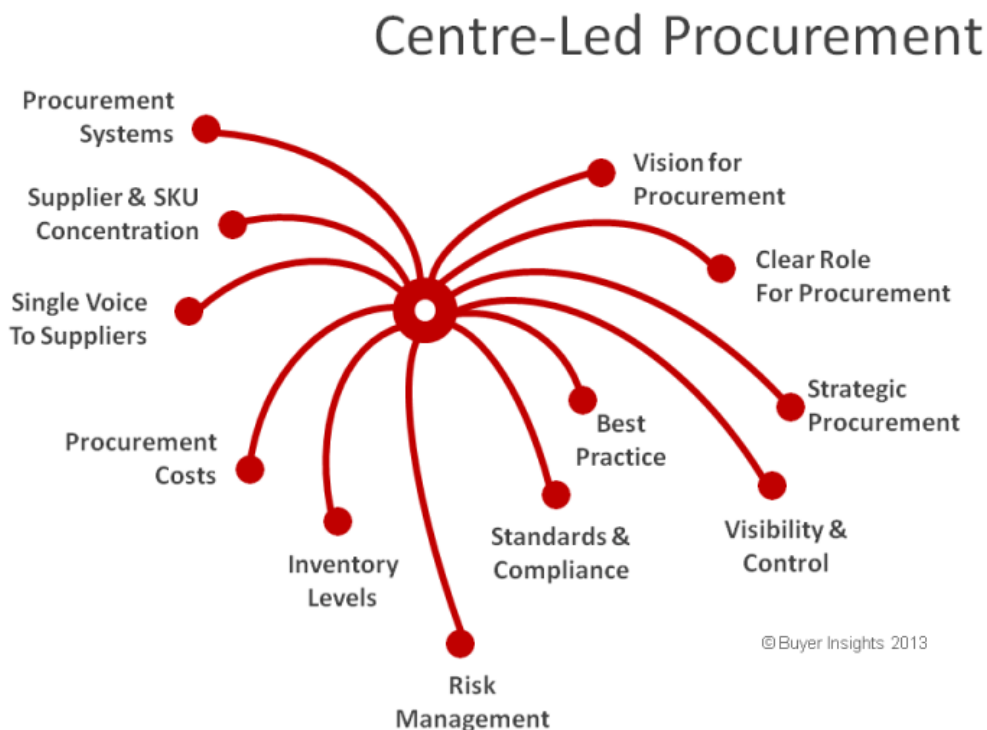 Centre-Led Procurement
Procurement
Systems
Supplier & SKU
Concentration
Single Voice
To Suppliers
Procurement
Costs
Inventory
Levels
Risk
Management
Standards &
Compliance
Best
Practice
Visibility &
Control
Strategic
Procurement
Clear Role
For Procurement
Vision for
Procurement
© Buyer Insights 2013